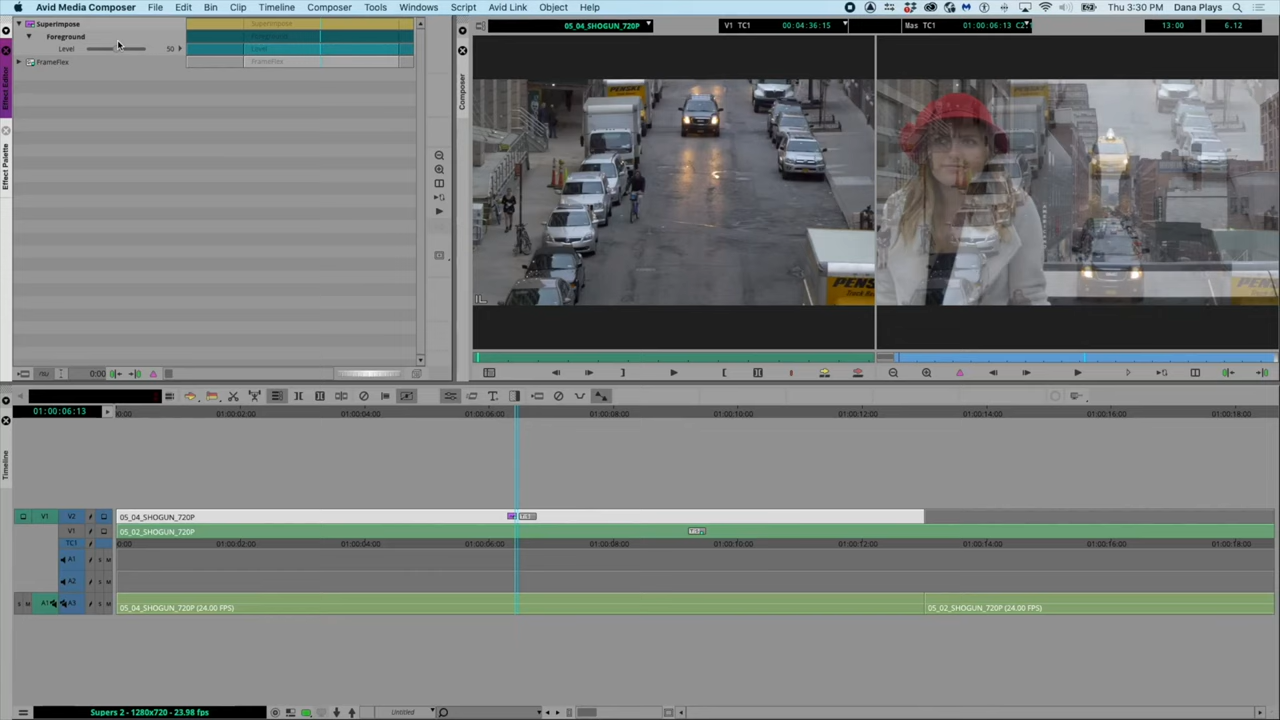 Avid Media Composer File Edit Bin Clip Timeline Composer Tools Windows Script Avid Link Object Help
Thu 3:30 PM Dana Plays
Superimpose
Foreground
Level 50
FrameFlex
Superimpose
Foreground
Level
FrameFlex
Effect Editor
Effect Palette
Composer
05_04_SHOGUN_720P
V1 TC1 00:04:36:15
Mas TC1 01:00:06:13
13:00
6.12
PENSKE
PENSKE
0:00
01:00:06:13
Timeline
0:00 01:00:02:00 01:00:04:00 01:00:06:00 01:00:08:00 01:00:10:00 01:00:12:00 01:00:14:00 01:00:16:00 01:00:18:00
V1 V2 05_04_SHOGUN_720P
V1 05_02_SHOGUN_720P
TC1 0:00 01:00:02:00 01:00:04:00 01:00:06:00 01:00:08:00 01:00:10:00 01:00:12:00 01:00:14:00 01:00:16:00 01:00:18:00
A1 S M
A2 S M
S M A1 A3 S M 05_04_SHOGUN_720P (24.00 FPS) 05_02_SHOGUN_720P (24.00 FPS)
Supers 2 - 1280x720 - 23.98 fps
Untitled